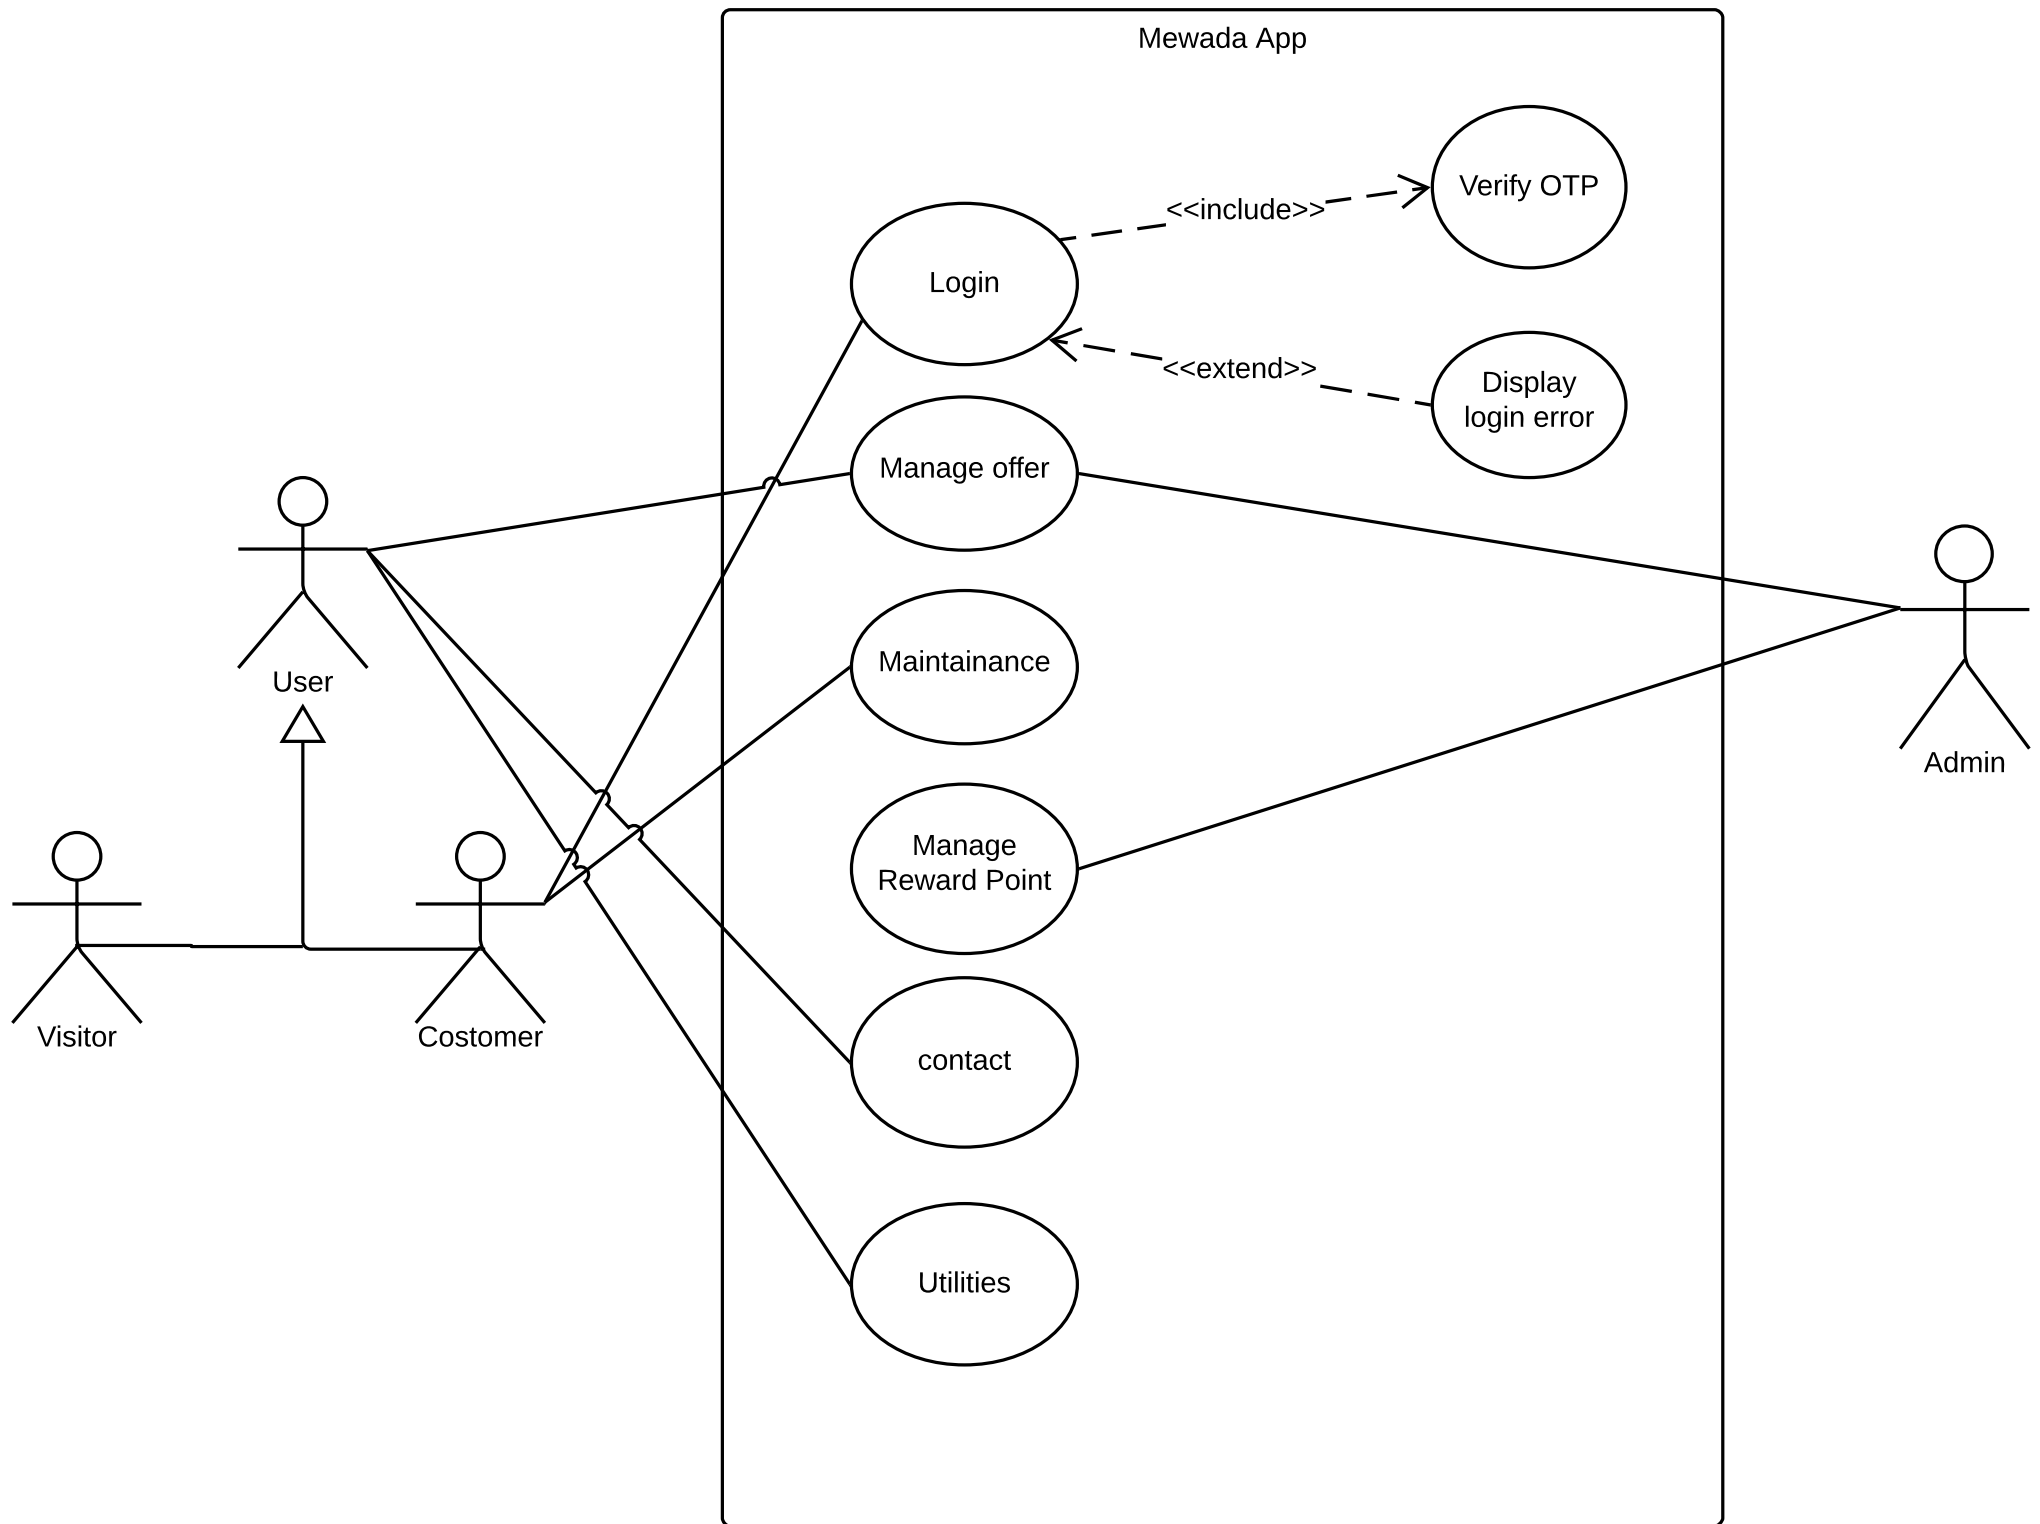 Mewada App
Verify OTP
<<include>>
Login
<<extend>>
Display
login error
Manage offer
Maintainance
User
Admin
Manage
Reward Point
Visitor
Costomer
contact
Utilities